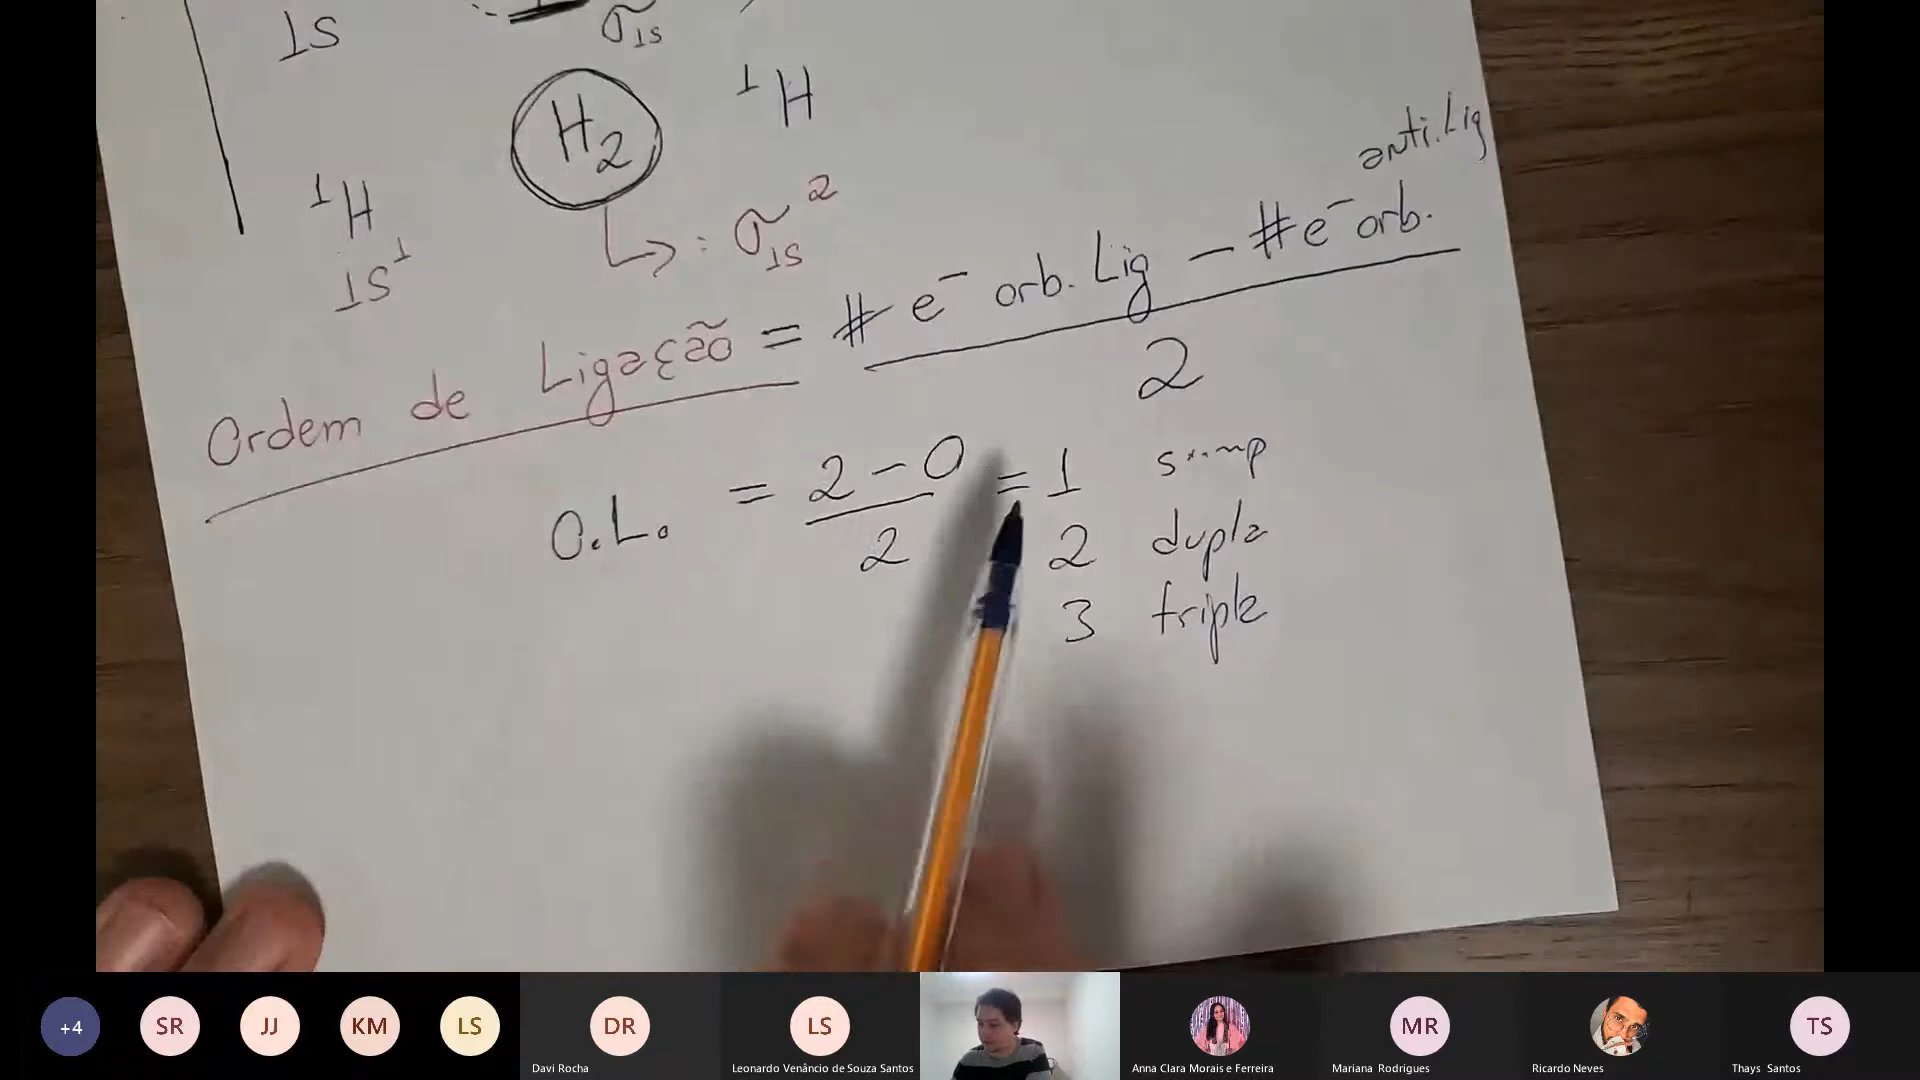 1S
σ1S
H2
1H
1H
1S1
: σ1S2
Ordem de Ligação = # e- orb. Lig - # e- orb. anti.Lig
2
O.L. = 2 - 0 = 1 simp
2
2 dupla
3 tripla
+4
SR
JJ
KM
LS
DR
Davi Rocha
LS
Leonardo Venâncio de Souza Santos
Anna Clara Morais e Ferreira
MR
Mariana Rodrigues
Ricardo Neves
TS
Thays Santos